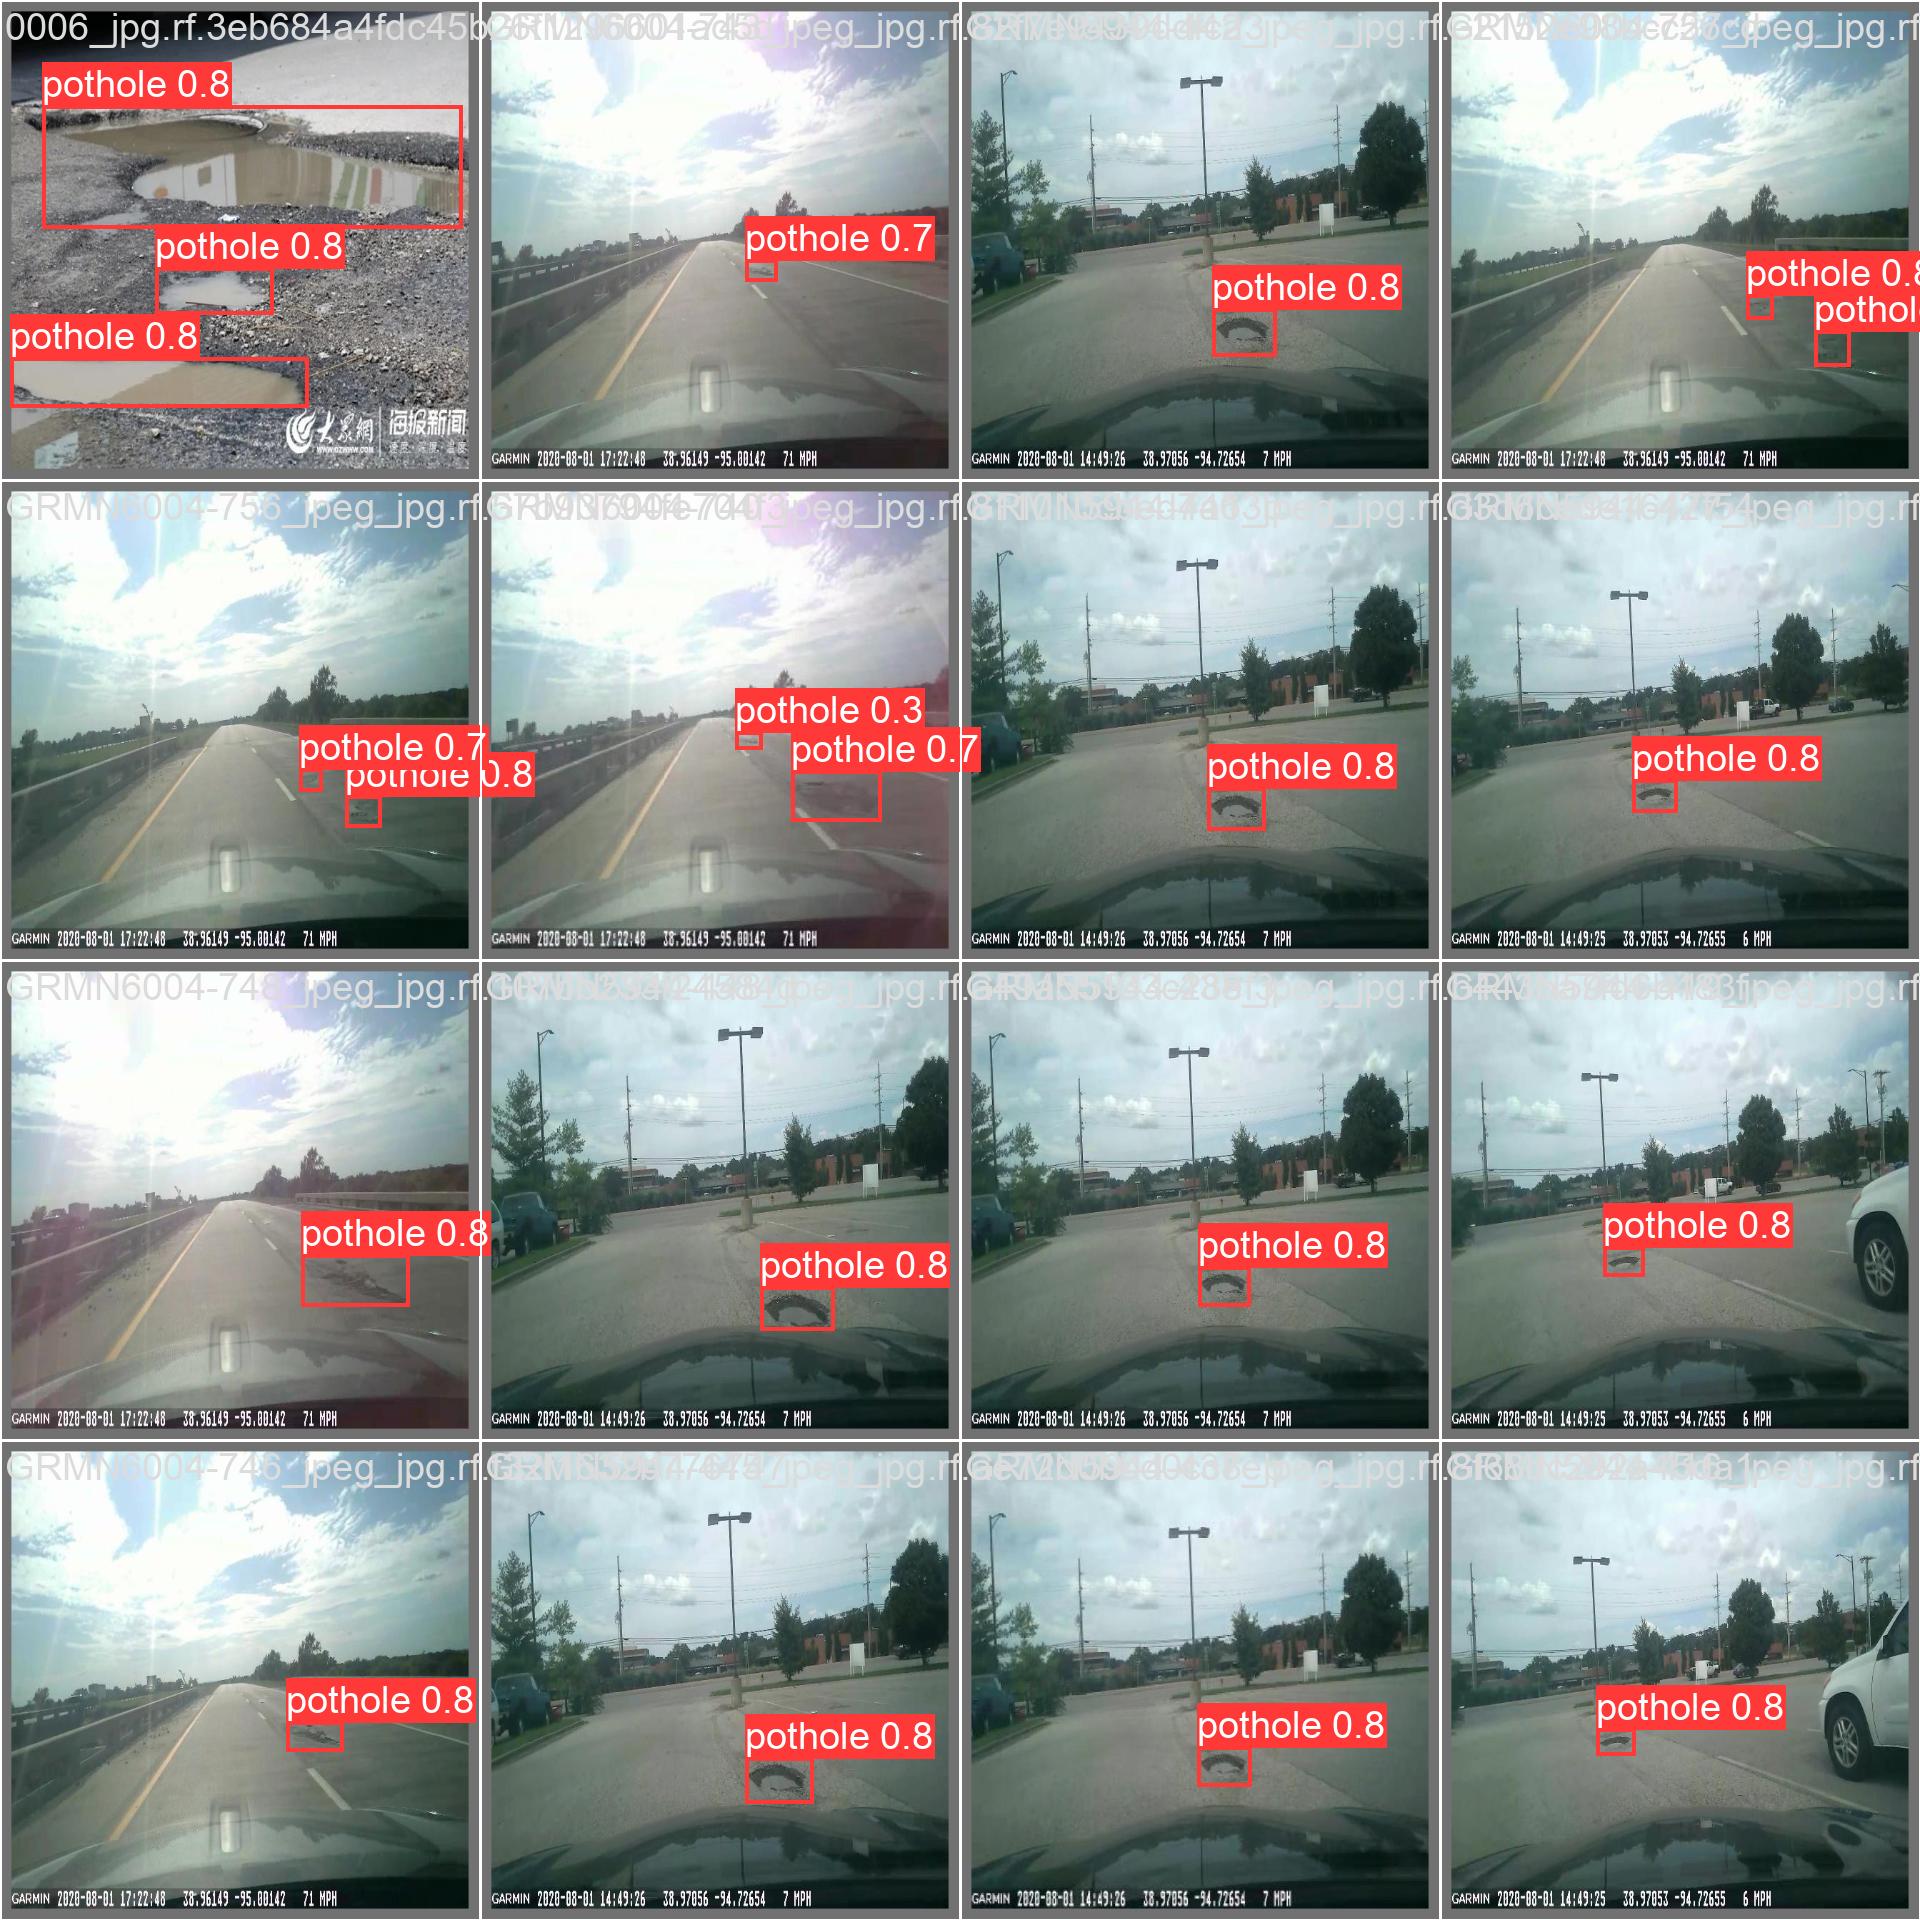 0006_jpg.rf.3eb684a4fdc45b
pothole 0.8
pothole 0.8
pothole 0.8
大众網
海报新闻
速度·深度·温度
WWW.DZWWW.COM
pothole 0.7
GARMIN 2020-08-01 17:22:48 38.96149 -95.00142 71 MPH
pothole 0.8
GARMIN 2020-08-01 14:49:26 38.97056 -94.72654 7 MPH
pothole 0.8
pothol
GARMIN 2020-08-01 17:22:48 38.96149 -95.00142 71 MPH
GRMN6004-756_jpeg_jpg.rf.
pothole 0.7
pothole 0.8
GARMIN 2020-08-01 17:22:48 38.96149 -95.00142 71 MPH
pothole 0.3
pothole 0.7
GARMIN 2020-08-01 17:22:48 38.96149 -95.00142 71 MPH
pothole 0.8
GARMIN 2020-08-01 14:49:26 38.97056 -94.72654 7 MPH
pothole 0.8
GARMIN 2020-08-01 14:49:25 38.97053 -94.72655 6 MPH
GRMN6004-748_jpeg_jpg.rf.
pothole 0.8
GARMIN 2020-08-01 17:22:48 38.96149 -95.00142 71 MPH
pothole 0.8
GARMIN 2020-08-01 14:49:26 38.97056 -94.72654 7 MPH
pothole 0.8
GARMIN 2020-08-01 14:49:26 38.97056 -94.72654 7 MPH
pothole 0.8
GARMIN 2020-08-01 14:49:25 38.97053 -94.72655 6 MPH
GRMN6004-746_jpeg_jpg.rf.
pothole 0.8
GARMIN 2020-08-01 17:22:48 38.96149 -95.00142 71 MPH
pothole 0.8
GARMIN 2020-08-01 14:49:26 38.97056 -94.72654 7 MPH
pothole 0.8
GARMIN 2020-08-01 14:49:26 38.97056 -94.72654 7 MPH
pothole 0.8
GARMIN 2020-08-01 14:49:25 38.97053 -94.72655 6 MPH